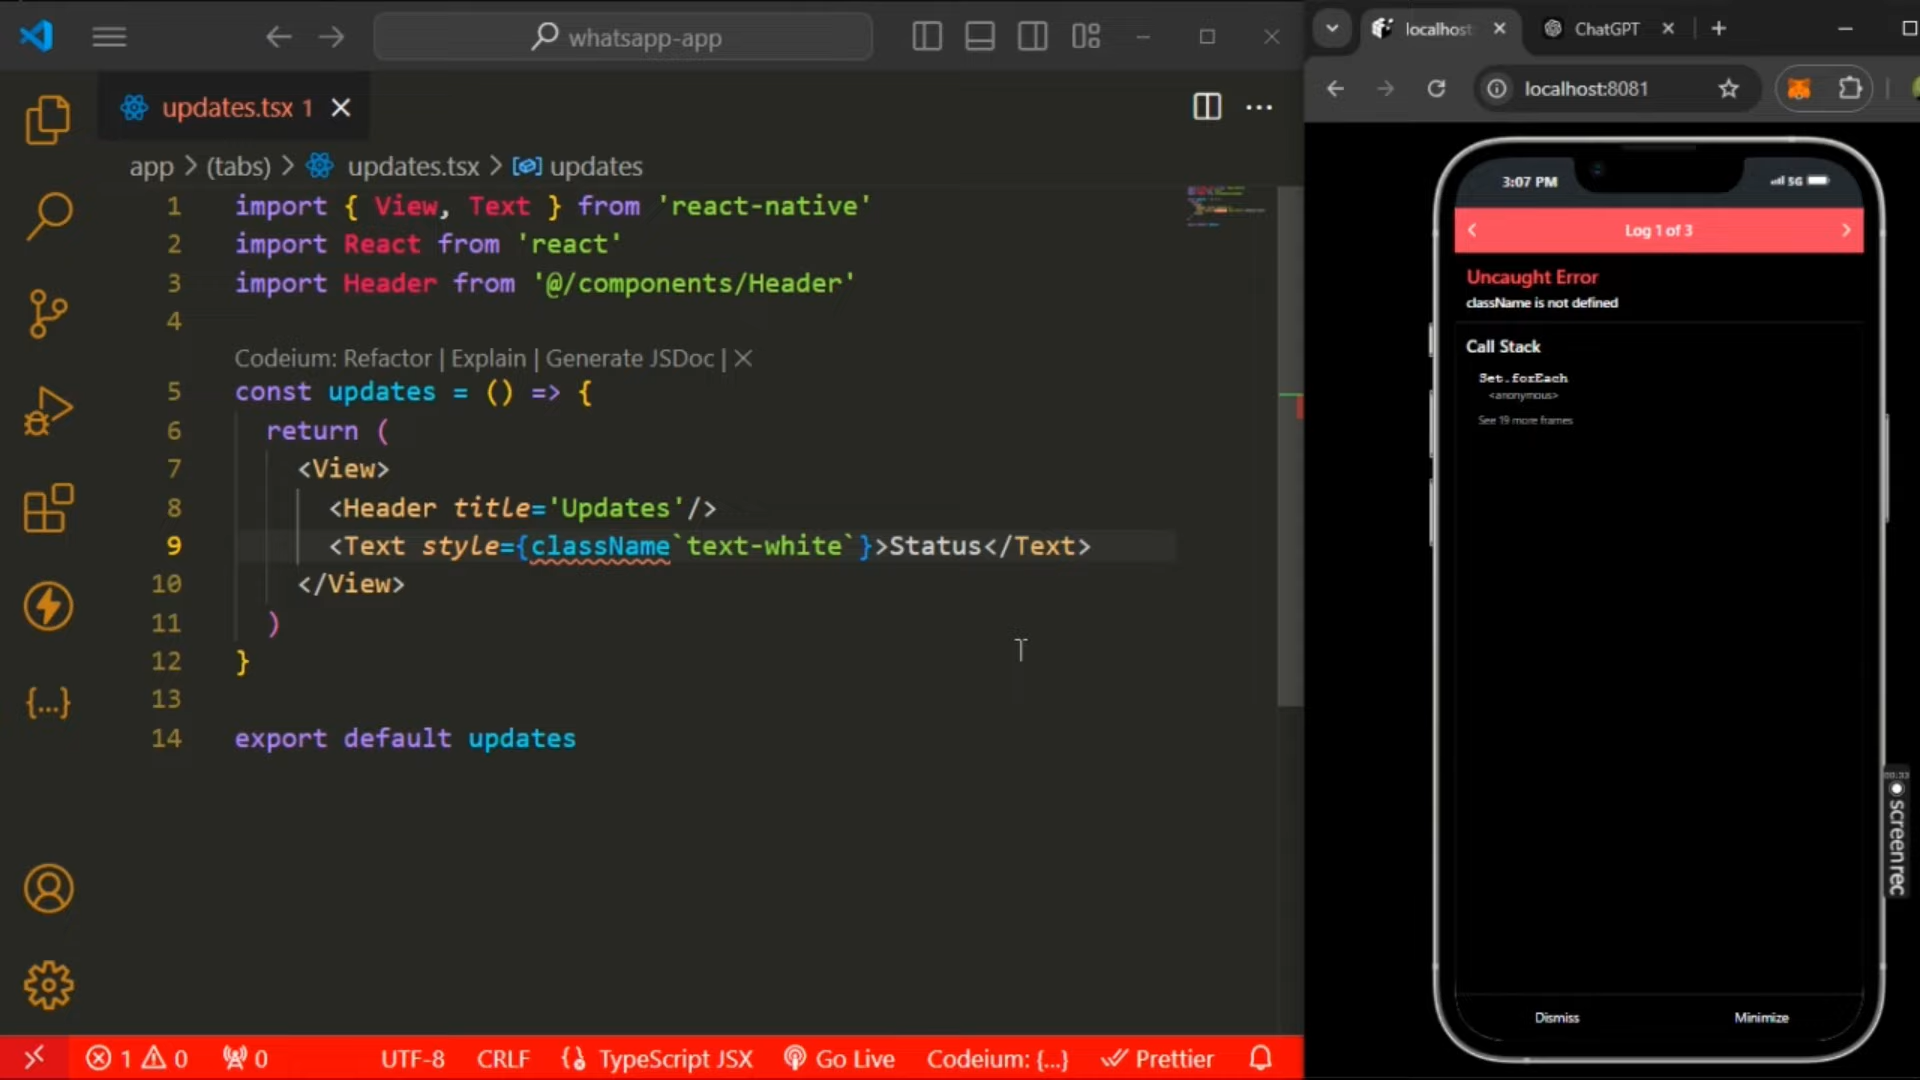 whatsapp-app
updates.tsx 1
app > (tabs) > updates.tsx > updates
1 import { View, Text } from 'react-native'
2 import React from 'react'
3 import Header from '@/components/Header'
4
Codeium: Refactor | Explain | Generate JSDoc | ×
5 const updates = () => {
6 return (
7 <View>
8 <Header title='Updates'/>
9 <Text style={className`text-white`}>Status</Text>
10 </View>
11 )
12 }
13
14 export default updates
1 0 0 UTF-8 CRLF TypeScript JSX Go Live Codeium: {...} Prettier
localhost ChatGPT
localhost:8081
3:07 PM 5G
Log 1 of 3
Uncaught Error
className is not defined
Call Stack
Set.forEach
<anonymous>
See 19 more frames
Dismiss Minimize
screenrec